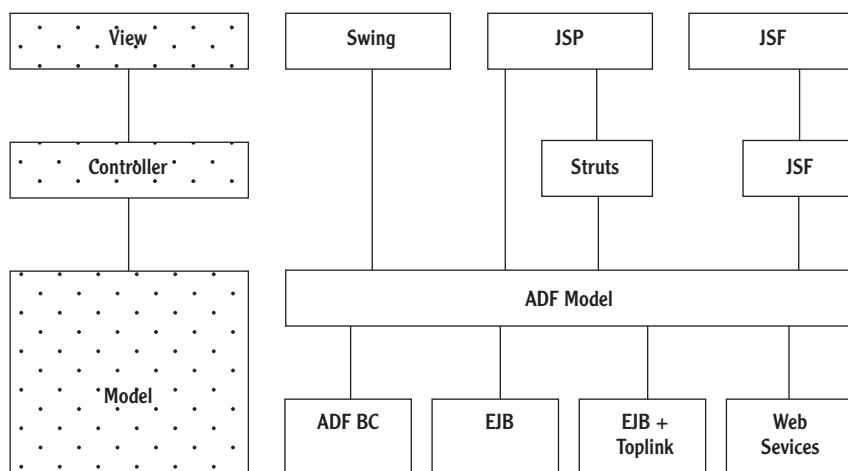 View
Swing
JSP
JSF
Controller
Struts
JSF
ADF Model
Model
ADF BC
EJB
EJB +
Toplink
Web
Sevices